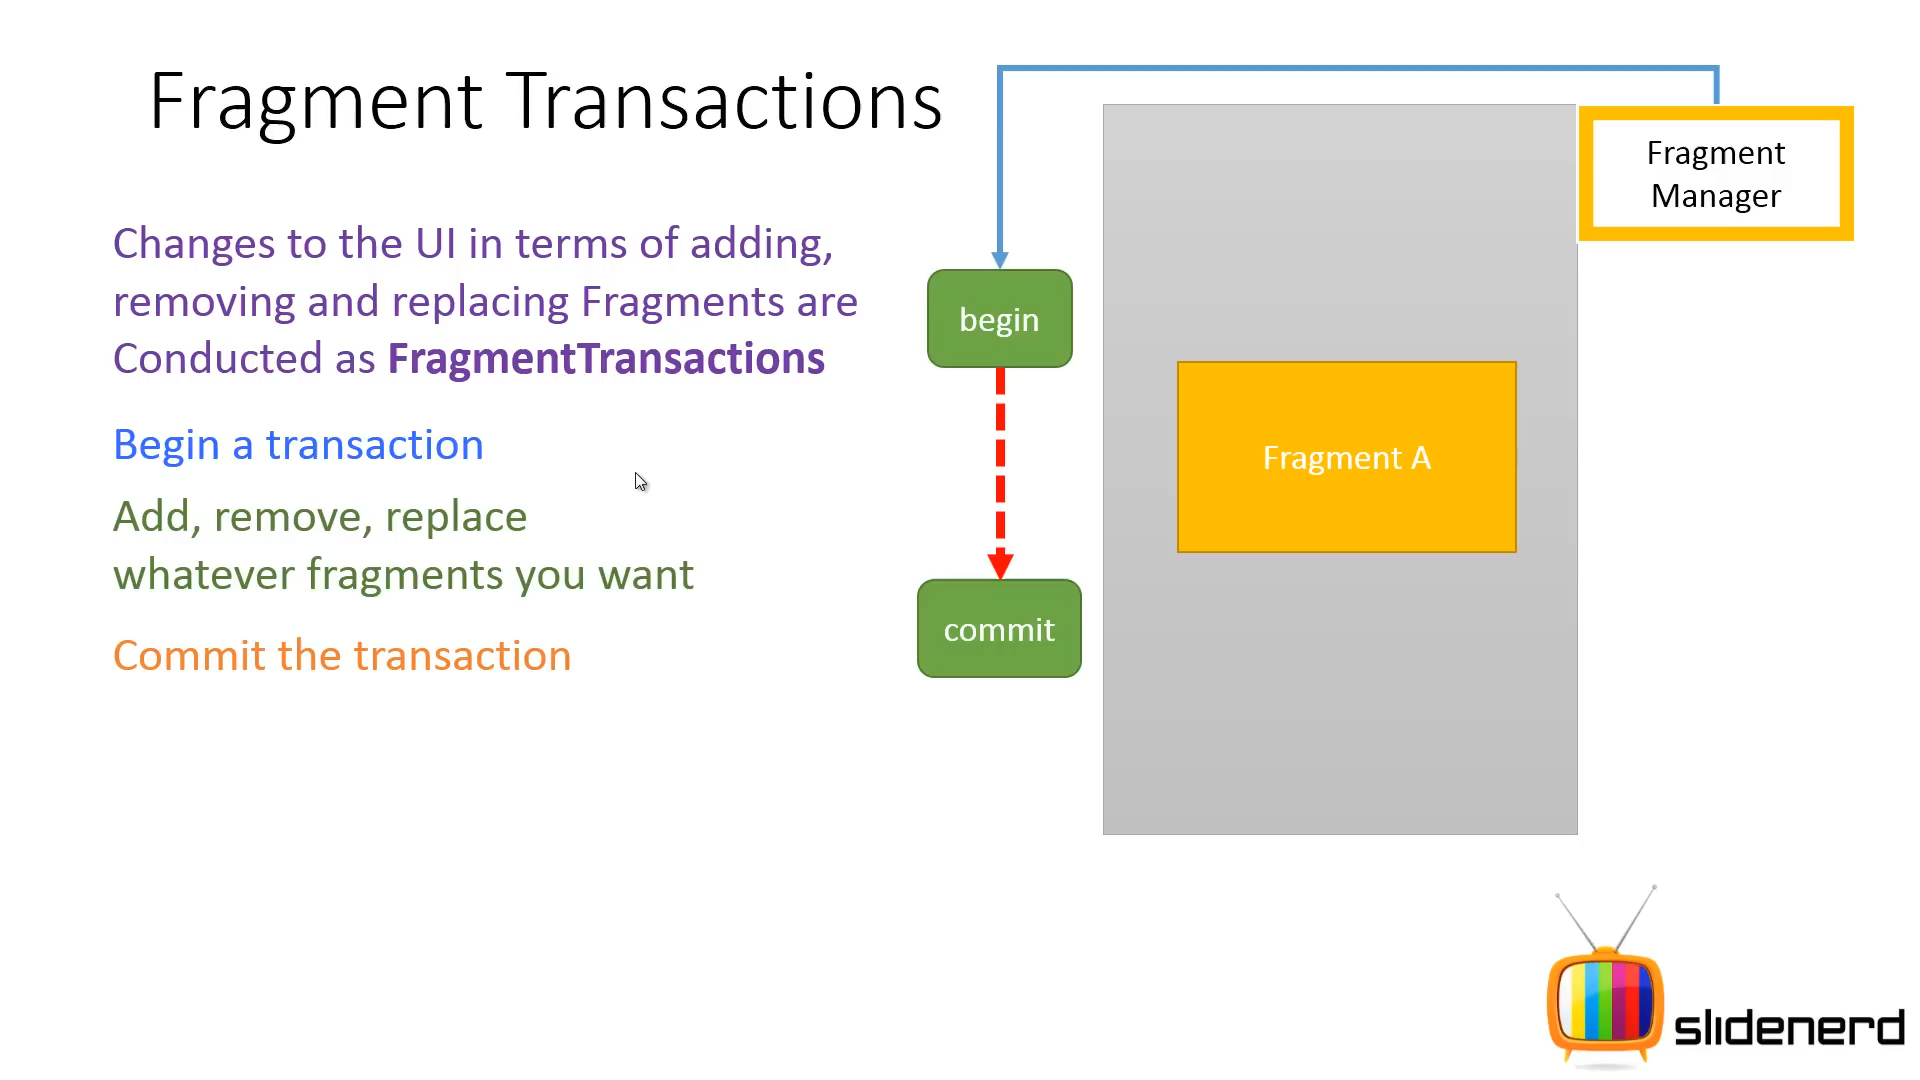 Fragment Transactions
Changes to the UI in terms of adding,
removing and replacing Fragments are
Conducted as FragmentTransactions
Begin a transaction
Add, remove, replace
whatever fragments you want
Commit the transaction
begin
commit
Fragment A
Fragment
Manager
slidenerd